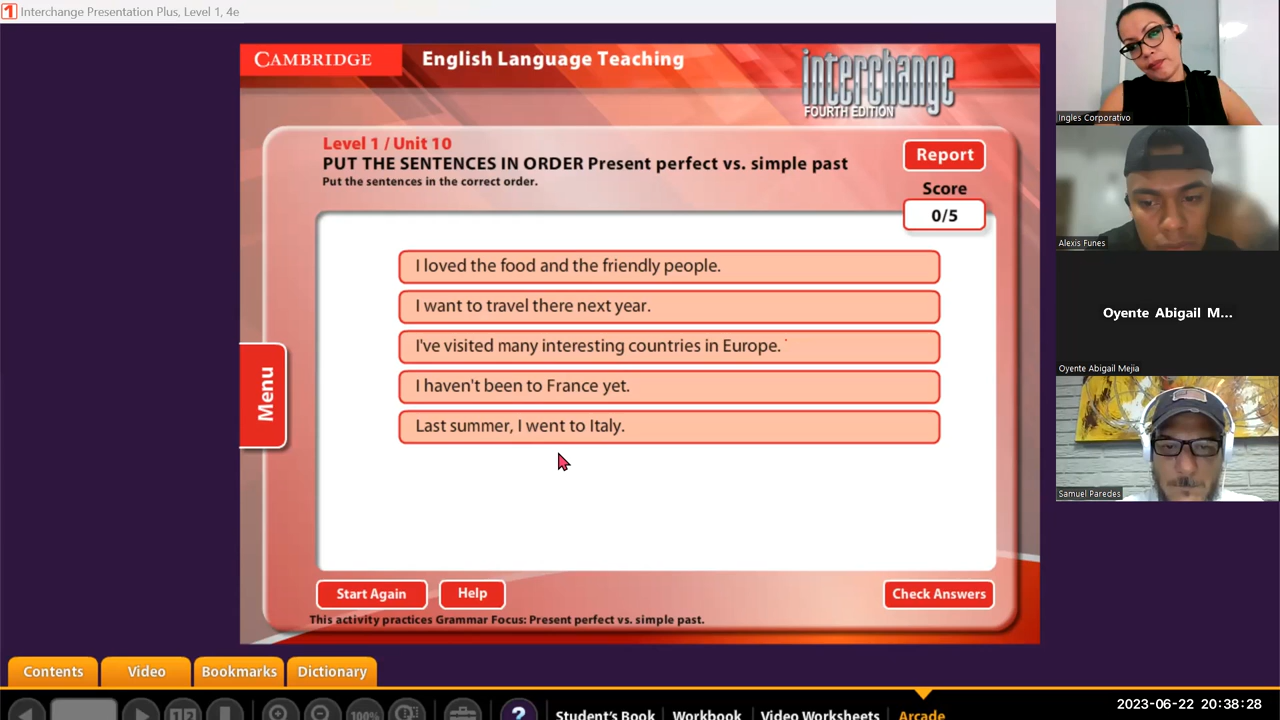 Interchange Presentation Plus, Level 1, 4e
CAMBRIDGE
English Language Teaching
interchange
FOURTH EDITION
Level 1 / Unit 10
PUT THE SENTENCES IN ORDER Present perfect vs. simple past
Put the sentences in the correct order.
Report
Score
0/5
I loved the food and the friendly people.
I want to travel there next year.
I've visited many interesting countries in Europe.
I haven't been to France yet.
Last summer, I went to Italy.
Menu
Start Again
Help
Check Answers
This activity practices Grammar Focus: Present perfect vs. simple past.
Contents
Video
Bookmarks
Dictionary
100%
?
Student's Book
Workbook
Video Worksheets
Arcade
Ingles Corporativo
Alexis Funes
Oyente Abigail M...
Oyente Abigail Mejia
Samuel Paredes
2023-06-22 20:38:28